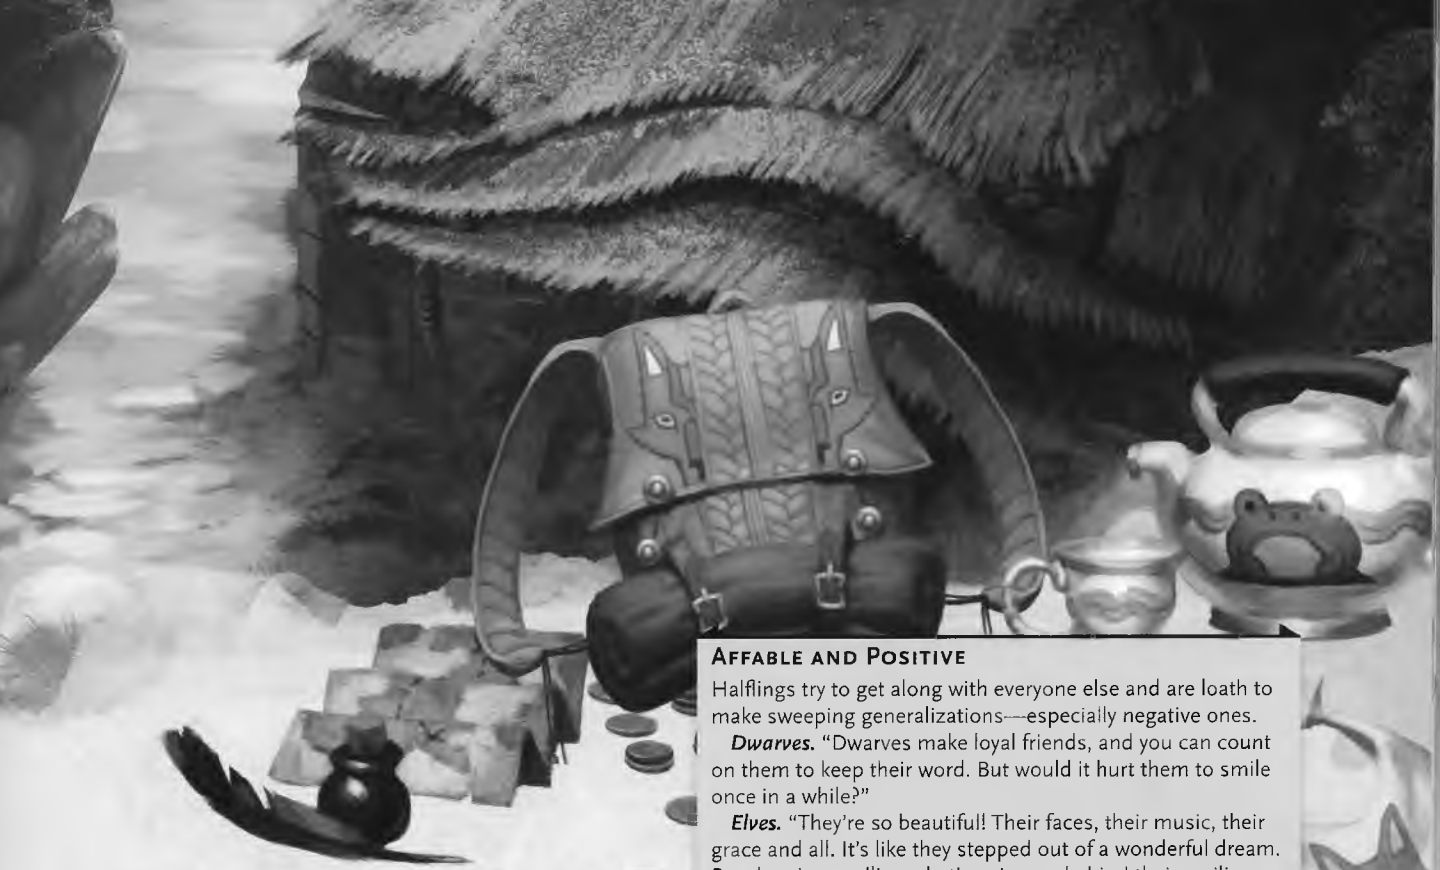 AFFABLE AND POSITIVE
Halflings try to get along with everyone else and are loath to
make sweeping generalizations—especially negative ones.
Dwarves. “Dwarves make loyal friends, and you can count
on them to keep their word. But would it hurt them to smile
once in a while?”
Elves. “They’re so beautiful! Their faces, their music, their
grace and all. It’s like they stepped out of a wonderful dream.